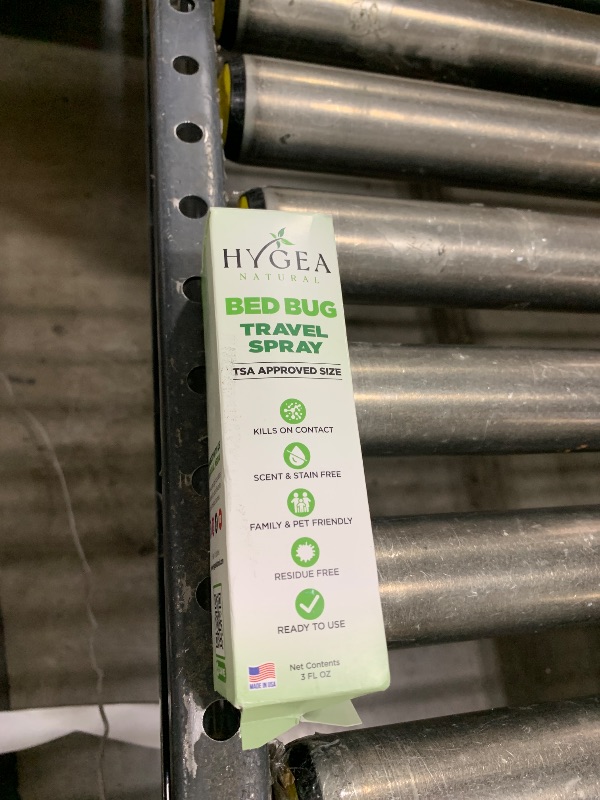 HYGEA
NATURAL
BED BUG
TRAVEL
SPRAY
TSA APPROVED SIZE
KILLS ON CONTACT
SCENT & STAIN FREE
FAMILY & PET FRIENDLY
RESIDUE FREE
READY TO USE
MADE IN USA
Net Contents
3 FL OZ